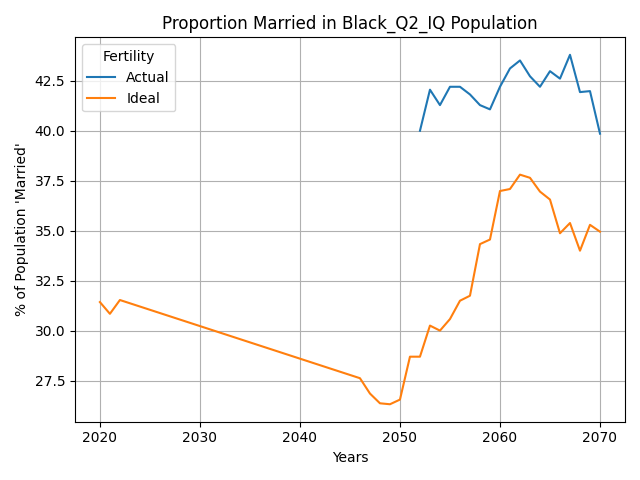 Proportion Married in Black_Q2_IQ Population
Fertility
Actual
Ideal
42.5
40.0
37.5
35.0
32.5
30.0
27.5
% of Population 'Married'
2020 2030 2040 2050 2060 2070
Years